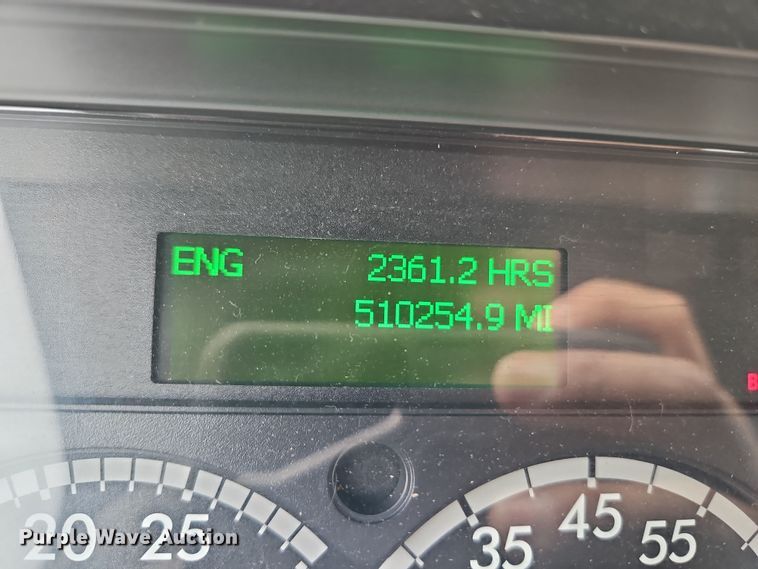 ENG 2361.2 HRS
510254.9 MI
B
20 25
35 45 55
Purple Wave Auction